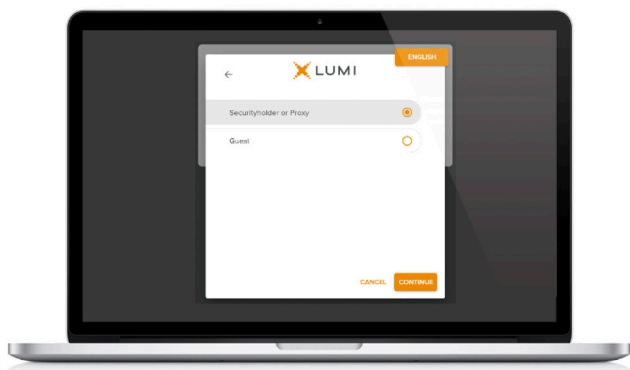 ENGLISH
LUMI
Securityholder or Proxy
Guest
CANCEL CONTINUE